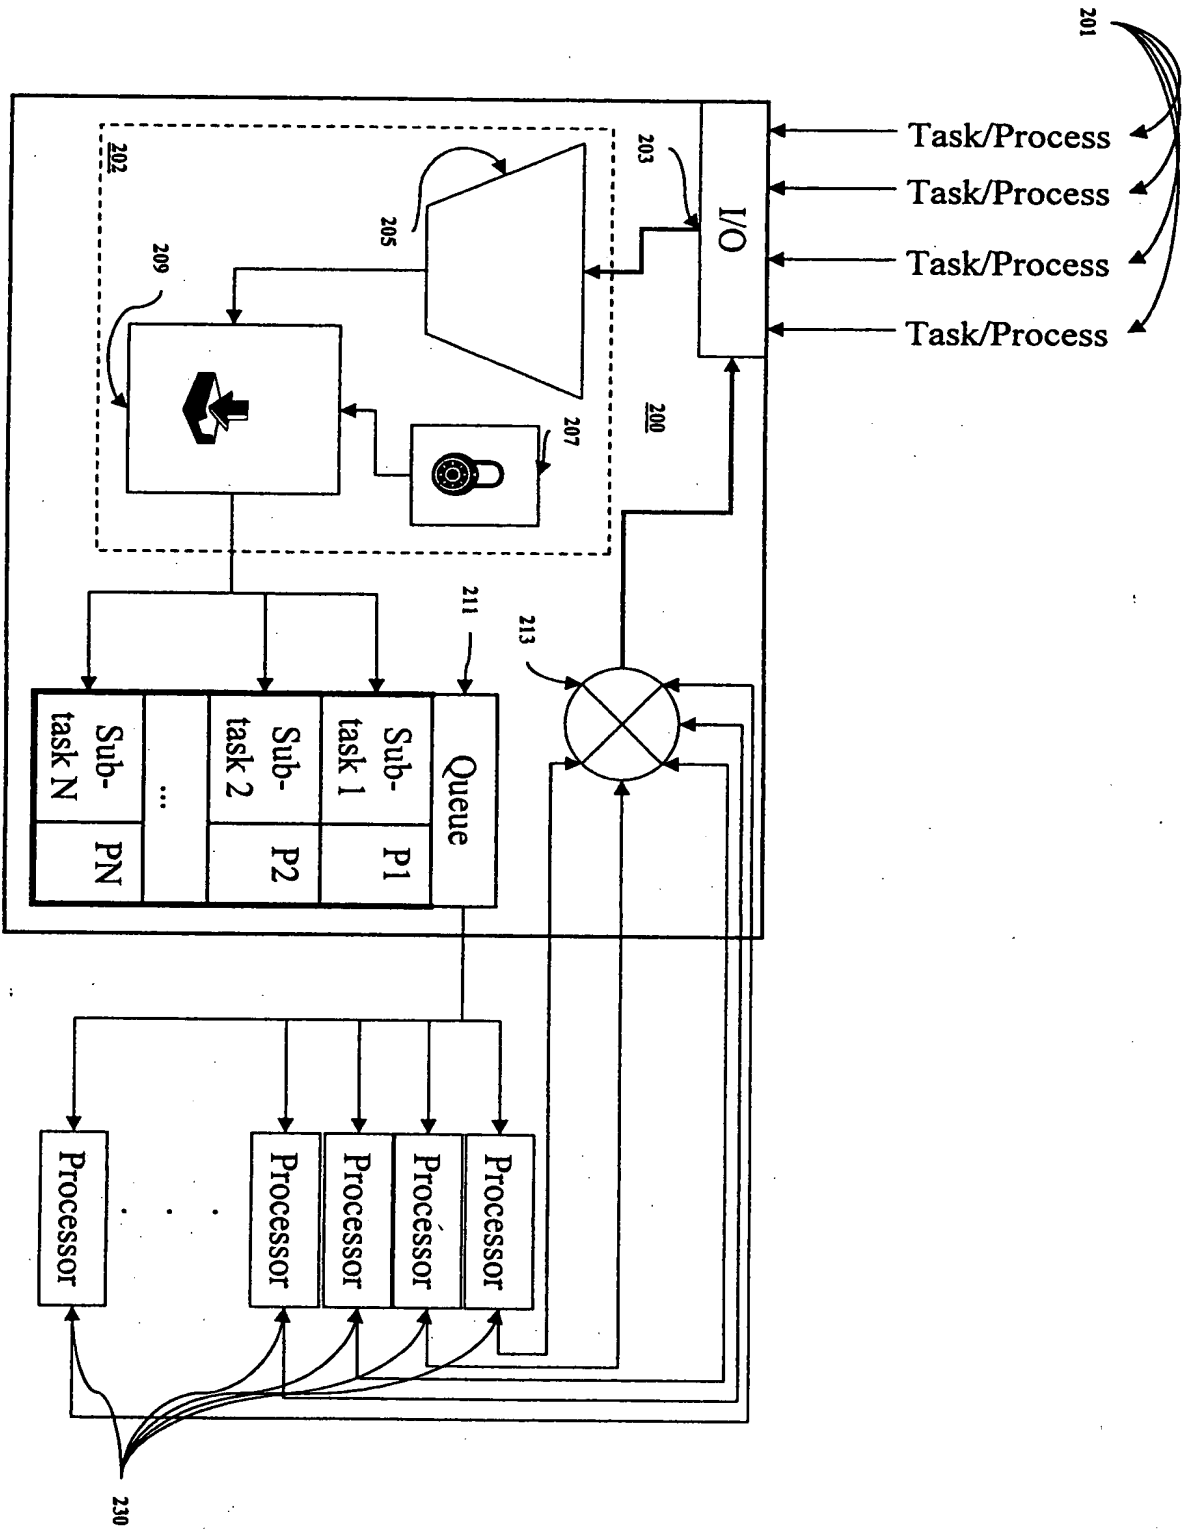 201
Task/Process
Task/Process
Task/Process
Task/Process
203
I/O
200
202
205
207
209
211
213
Queue
Sub-
task 1
P1
Sub-
task 2
P2
...
Sub-
task N
PN
Processor
Processor
Processor
Processor
. . .
Processor
230